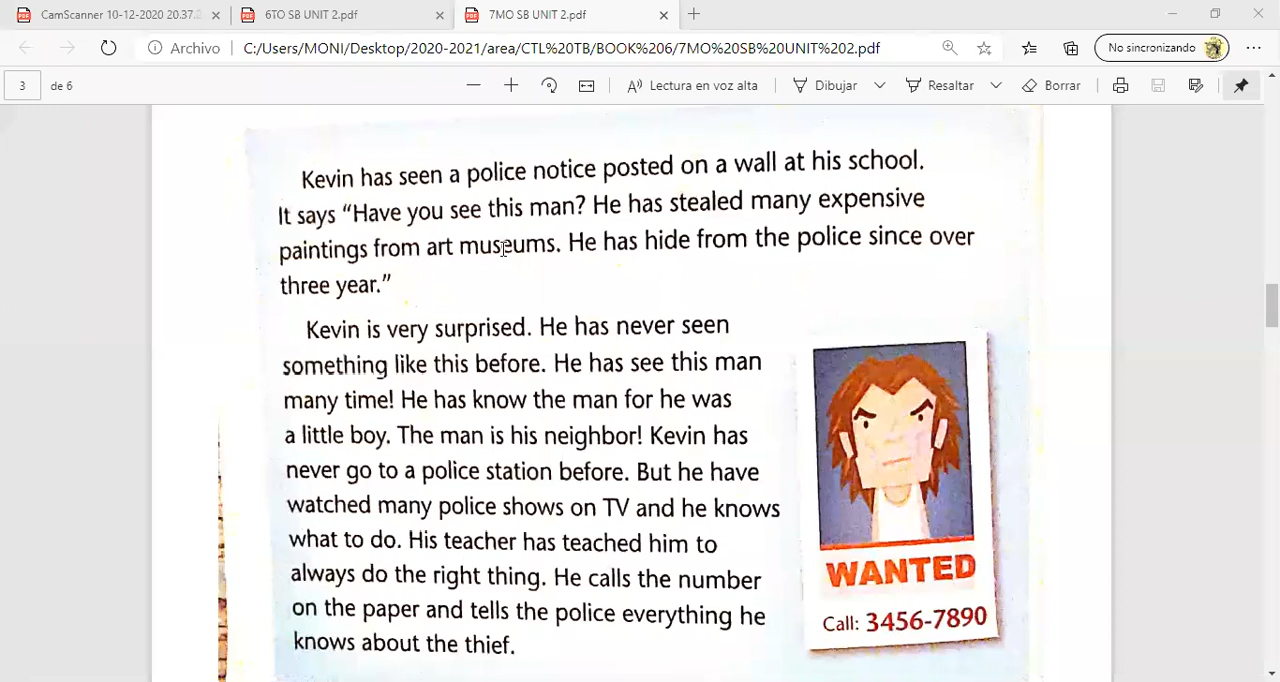 CamScanner 10-12-2020 20.37.2
6TO SB UNIT 2.pdf
7MO SB UNIT 2.pdf
Archivo
C:/Users/MONI/Desktop/2020-2021/area/CTL%20TB/BOOK%206/7MO%20SB%20UNIT%202.pdf
No sincronizando
3 de 6
Lectura en voz alta
Dibujar
Resaltar
Borrar
Kevin has seen a police notice posted on a wall at his school.
It says “Have you see this man? He has stealed many expensive
paintings from art museums. He has hide from the police since over
three year.”
Kevin is very surprised. He has never seen
something like this before. He has see this man
many time! He has know the man for he was
a little boy. The man is his neighbor! Kevin has
never go to a police station before. But he have
watched many police shows on TV and he knows
what to do. His teacher has teached him to
always do the right thing. He calls the number
on the paper and tells the police everything he
knows about the thief.
WANTED
Call: 3456-7890